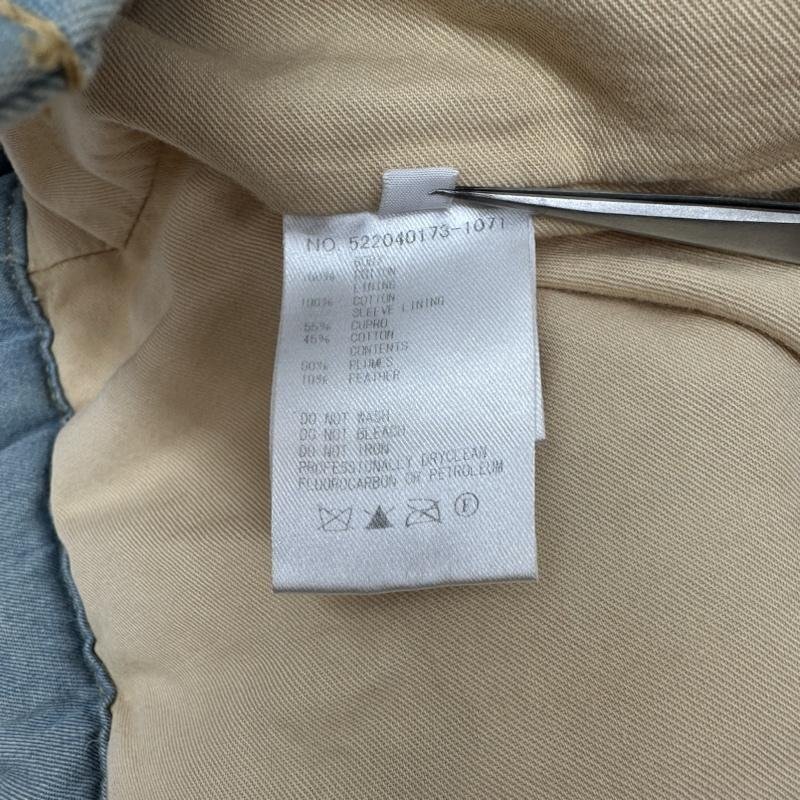 NO 522040173-1071
BODY
100% COTTON
LINING
100% COTTON
SLEEVE LINING
55% CUPRO
45% COTTON
CONTENTS
90% PLUMES
10% FEATHER
DO NOT WASH
DO NOT BLEACH
DO NOT IRON
PROFESSIONALLY DRYCLEAN
FLUOROCARBON OR PETROLEUM
F